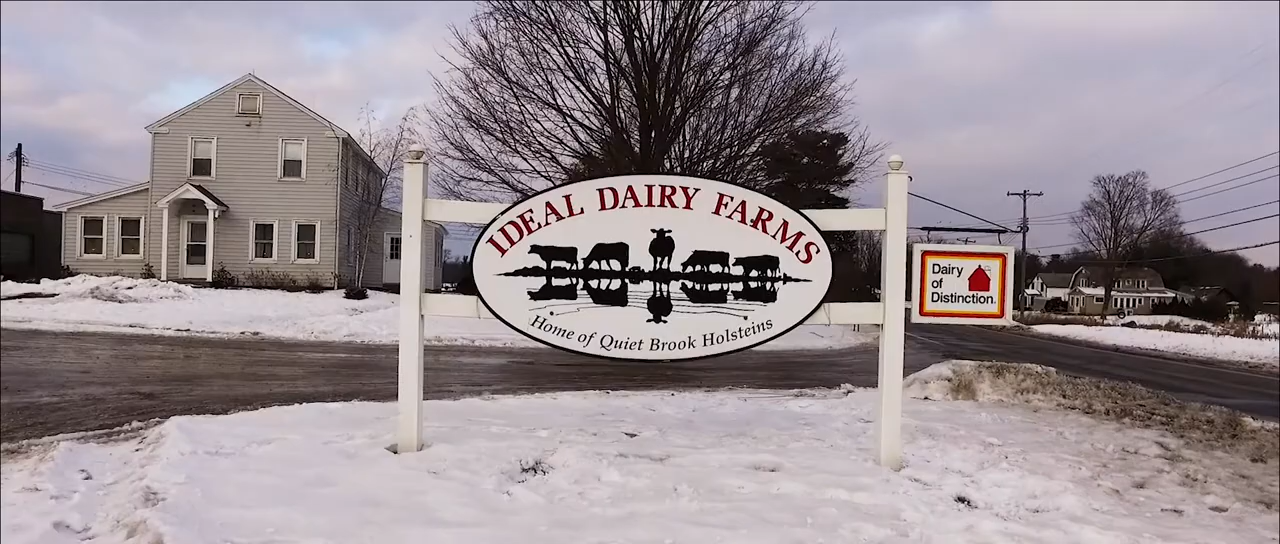 IDEAL DAIRY FARMS
Home of Quiet Brook Holsteins
Dairy
of
Distinction.